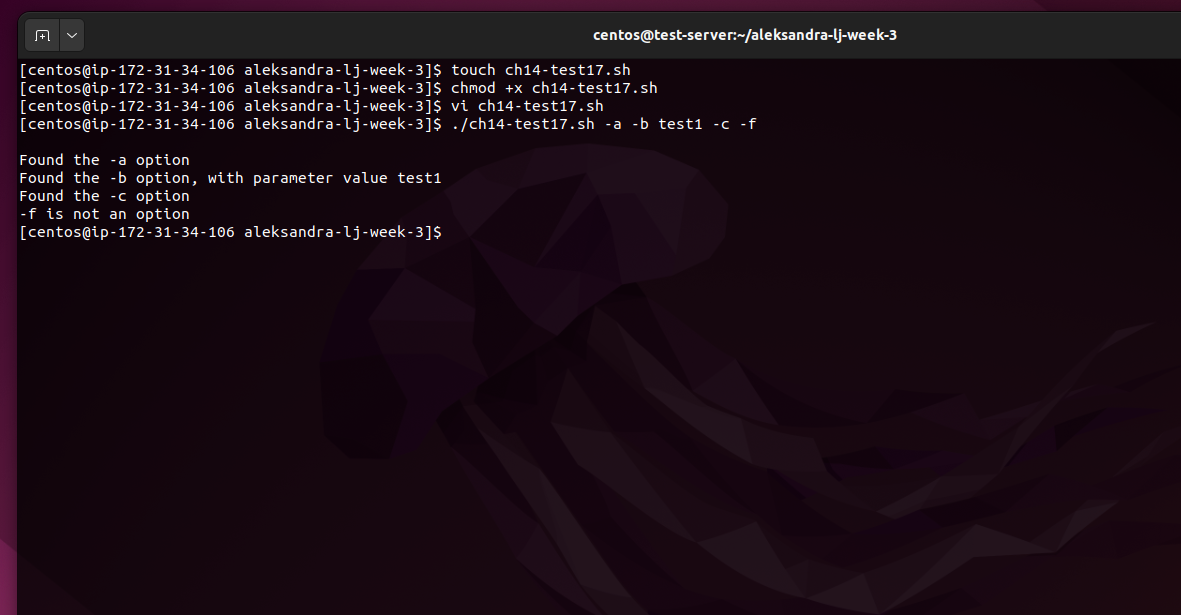 centos@test-server:~/aleksandra-lj-week-3
[centos@ip-172-31-34-106 aleksandra-lj-week-3]$ touch ch14-test17.sh
[centos@ip-172-31-34-106 aleksandra-lj-week-3]$ chmod +x ch14-test17.sh
[centos@ip-172-31-34-106 aleksandra-lj-week-3]$ vi ch14-test17.sh
[centos@ip-172-31-34-106 aleksandra-lj-week-3]$ ./ch14-test17.sh -a -b test1 -c -f
Found the -a option
Found the -b option, with parameter value test1
Found the -c option
-f is not an option
[centos@ip-172-31-34-106 aleksandra-lj-week-3]$